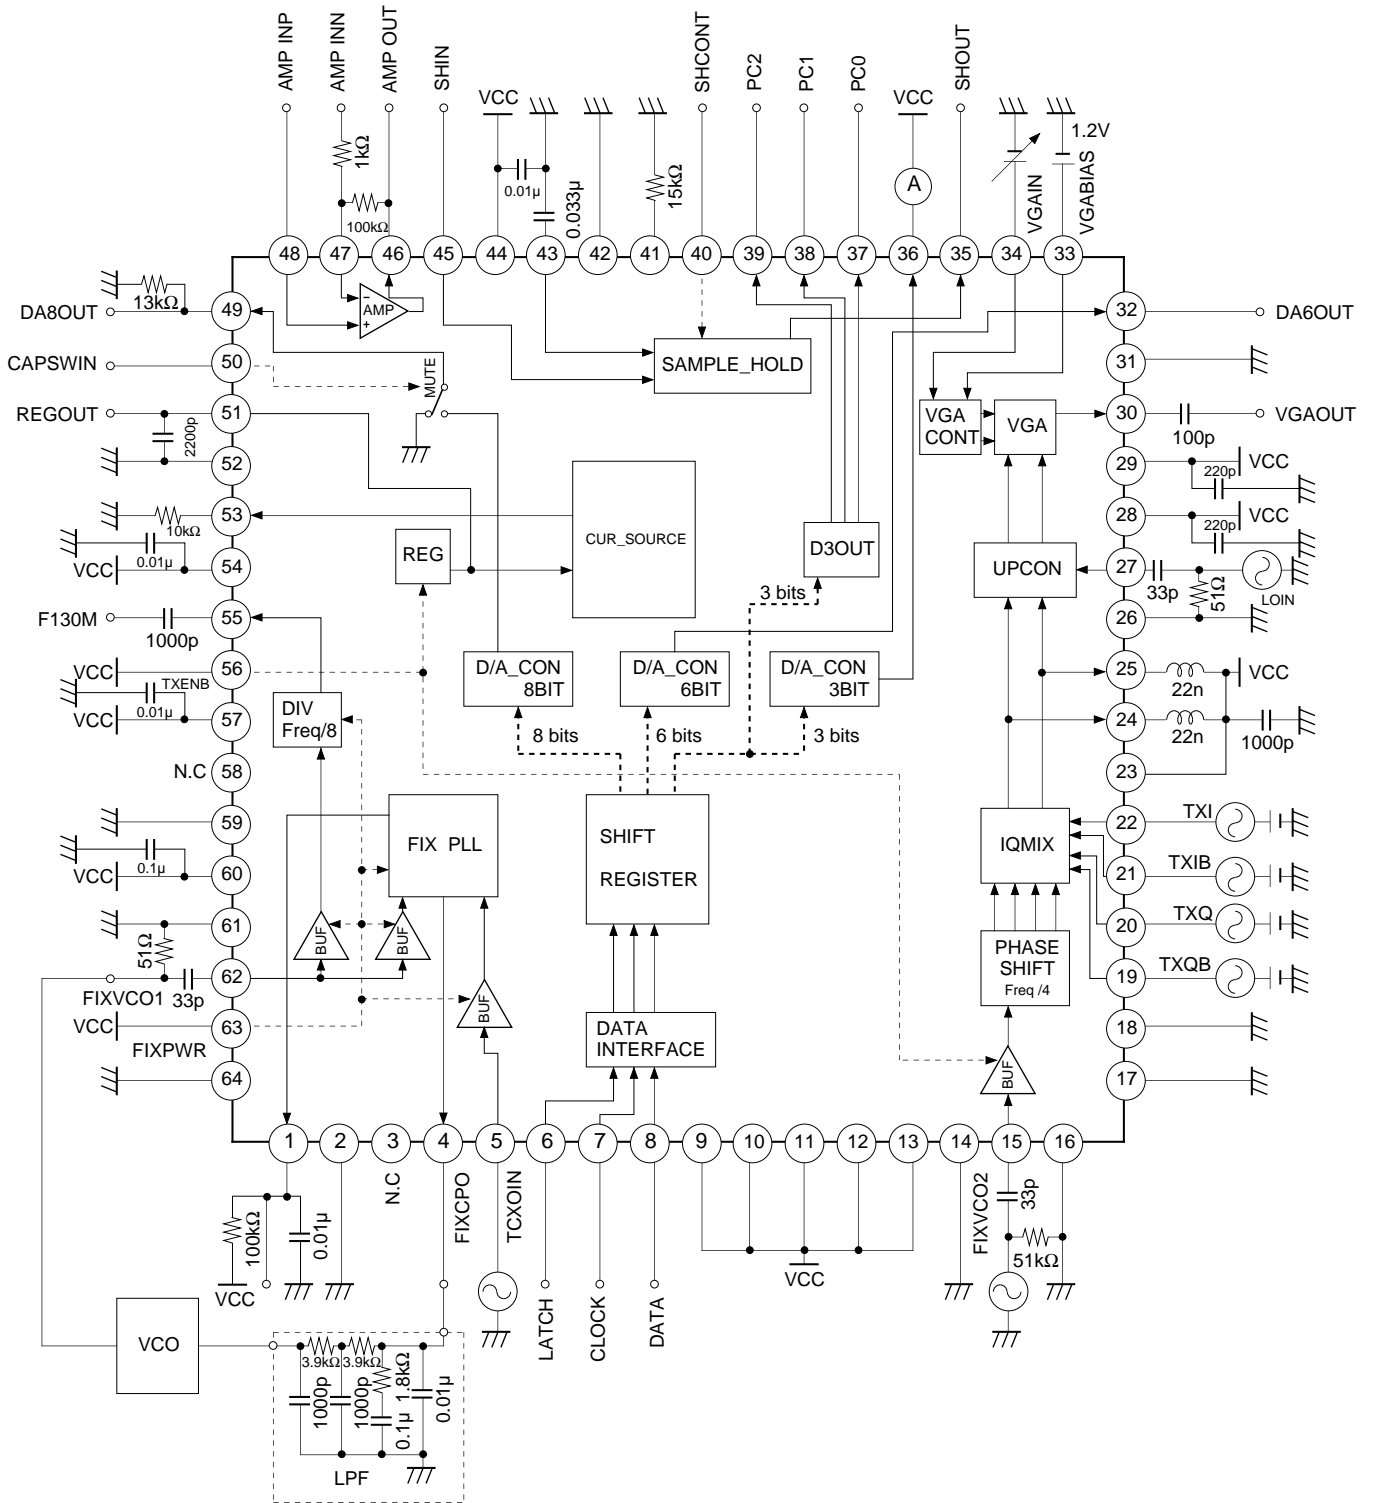 AMP INP
AMP INN
AMP OUT
SHIN
SHCONT
PC2
PC1
PC0
SHOUT
VCC
VCC
1kΩ
100kΩ
0.01µ
0.033µ
15kΩ
A
VGAIN
1.2V
VGABIAS
48 47 46 45 44 43 42 41 40 39 38 37 36 35 34 33
13kΩ
DA8OUT
49
AMP
−
+
32
DA6OUT
CAPSWIN
50
MUTE
SAMPLE_HOLD
31
REGOUT
51
2200p
VGA
CONT
VGA
30
100p
VGAOUT
52
29
VCC
220p
53
10kΩ
CUR_SOURCE
28
VCC
220p
0.01µ
VCC
54
REG
D3OUT
UPCON
27
33p
51Ω
LOIN
3 bits
F130M
1000p
55
26
VCC
56
TXENB
D/A_CON
8BIT
D/A_CON
6BIT
D/A_CON
3BIT
25
22n
VCC
0.01µ
VCC
57
DIV
Freq/8
8 bits
6 bits
3 bits
24
22n
1000p
N.C
58
23
59
FIX PLL
SHIFT
REGISTER
IQMIX
22
TXI
0.1µ
VCC
60
21
TXIB
61
51Ω
BUF
BUF
20
TXQ
PHASE
SHIFT
Freq /4
FIXVCO1
33p
62
19
TXQB
VCC
63
FIXPWR
BUF
DATA
INTERFACE
18
64
BUF
17
1 2 3 4 5 6 7 8 9 10 11 12 13 14 15 16
N.C
FIXCPO
TCXOIN
FIXVCO2
33p
100kΩ
0.01µ
VCC
VCC
51kΩ
LATCH
CLOCK
DATA
VCO
3.9kΩ
3.9kΩ
1000p
1000p
1.8kΩ
0.1µ
0.01µ
LPF